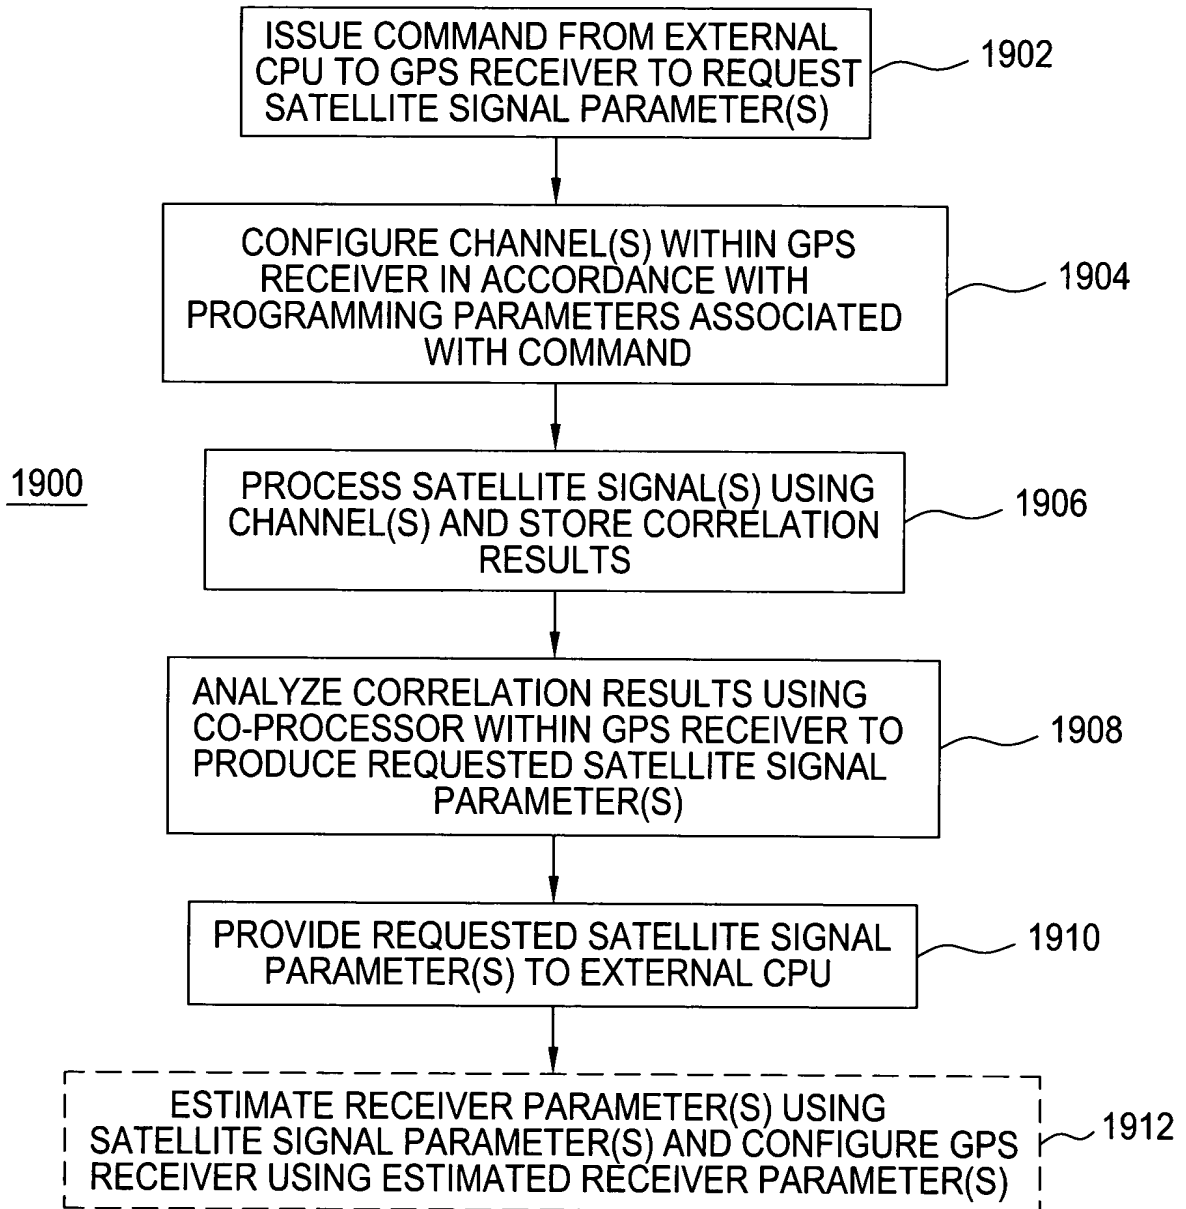 ISSUE COMMAND FROM EXTERNAL
CPU TO GPS RECEIVER TO REQUEST
SATELLITE SIGNAL PARAMETER(S)
1902
CONFIGURE CHANNEL(S) WITHIN GPS
RECEIVER IN ACCORDANCE WITH
PROGRAMMING PARAMETERS ASSOCIATED
WITH COMMAND
1904
1900
PROCESS SATELLITE SIGNAL(S) USING
CHANNEL(S) AND STORE CORRELATION
RESULTS
1906
ANALYZE CORRELATION RESULTS USING
CO-PROCESSOR WITHIN GPS RECEIVER TO
PRODUCE REQUESTED SATELLITE SIGNAL
PARAMETER(S)
1908
PROVIDE REQUESTED SATELLITE SIGNAL
PARAMETER(S) TO EXTERNAL CPU
1910
ESTIMATE RECEIVER PARAMETER(S) USING
SATELLITE SIGNAL PARAMETER(S) AND CONFIGURE GPS
RECEIVER USING ESTIMATED RECEIVER PARAMETER(S)
1912